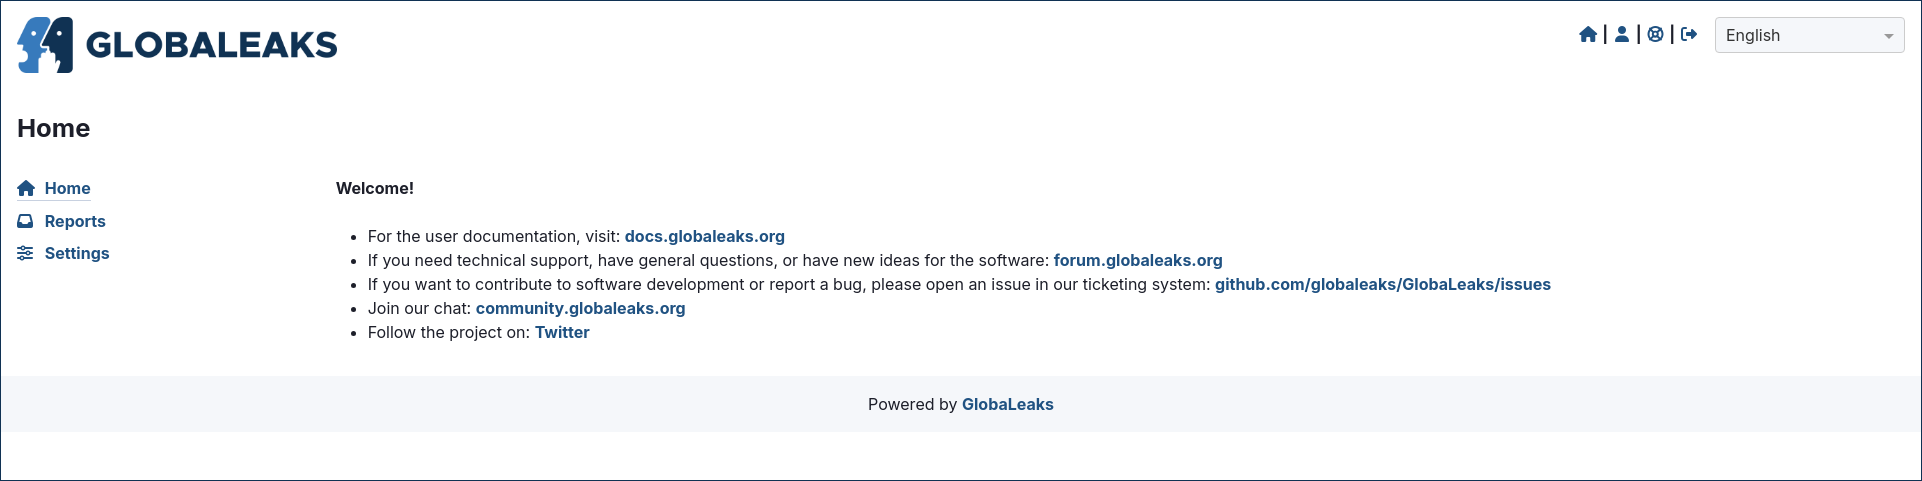 GLOBALEAKS
| | | English
Home
Home
Reports
Settings
Welcome!
For the user documentation, visit: docs.globaleaks.org
If you need technical support, have general questions, or have new ideas for the software: forum.globaleaks.org
If you want to contribute to software development or report a bug, please open an issue in our ticketing system: github.com/globaleaks/GlobaLeaks/issues
Join our chat: community.globaleaks.org
Follow the project on: Twitter
Powered by GlobaLeaks